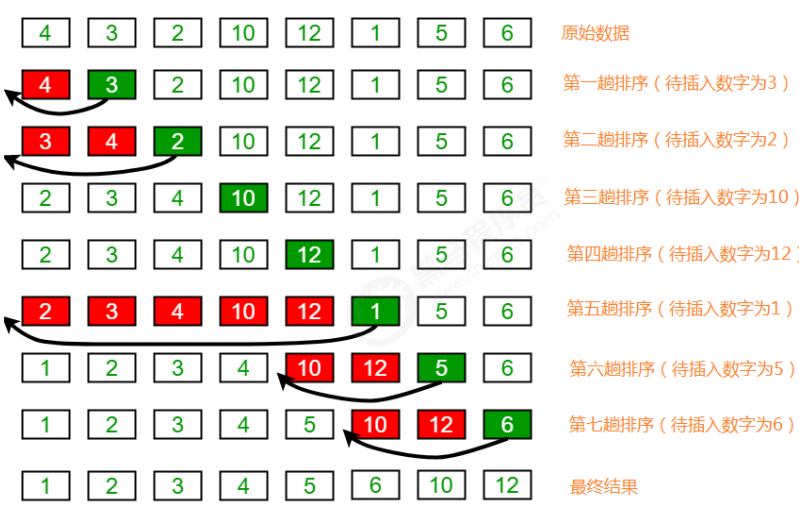 4 3 2 10 12 1 5 6 原始数据
4 3 2 10 12 1 5 6 第一趟排序（待插入数字为3）
3 4 2 10 12 1 5 6 第二趟排序（待插入数字为2）
2 3 4 10 12 1 5 6 第三趟排序（待插入数字为10）
2 3 4 10 12 1 5 6 第四趟排序（待插入数字为12）
2 3 4 10 12 1 5 6 第五趟排序（待插入数字为1）
1 2 3 4 10 12 5 6 第六趟排序（待插入数字为5）
1 2 3 4 5 10 12 6 第七趟排序（待插入数字为6）
1 2 3 4 5 6 10 12 最终结果